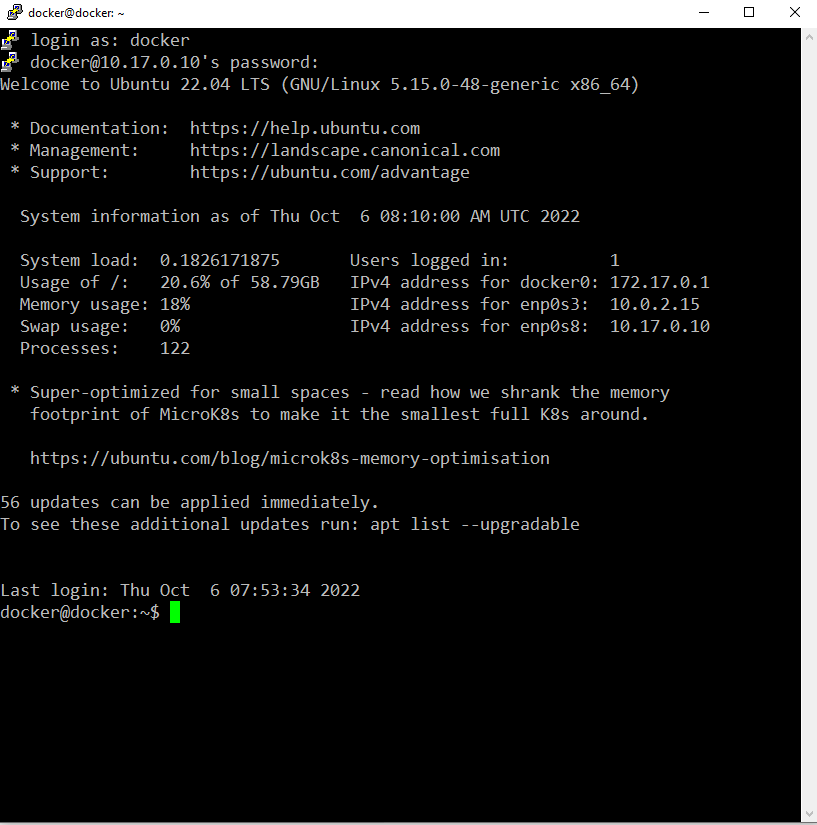 docker@docker: ~
login as: docker
docker@10.17.0.10's password:
Welcome to Ubuntu 22.04 LTS (GNU/Linux 5.15.0-48-generic x86_64)
* Documentation:  https://help.ubuntu.com
* Management:     https://landscape.canonical.com
* Support:        https://ubuntu.com/advantage
System information as of Thu Oct  6 08:10:00 AM UTC 2022
System load:  0.1826171875       Users logged in:          1
Usage of /:   20.6% of 58.79GB   IPv4 address for docker0: 172.17.0.1
Memory usage: 18%                IPv4 address for enp0s3:  10.0.2.15
Swap usage:   0%                 IPv4 address for enp0s8:  10.17.0.10
Processes:    122
* Super-optimized for small spaces - read how we shrank the memory
footprint of MicroK8s to make it the smallest full K8s around.
https://ubuntu.com/blog/microk8s-memory-optimisation
56 updates can be applied immediately.
To see these additional updates run: apt list --upgradable
Last login: Thu Oct  6 07:53:34 2022
docker@docker:~$